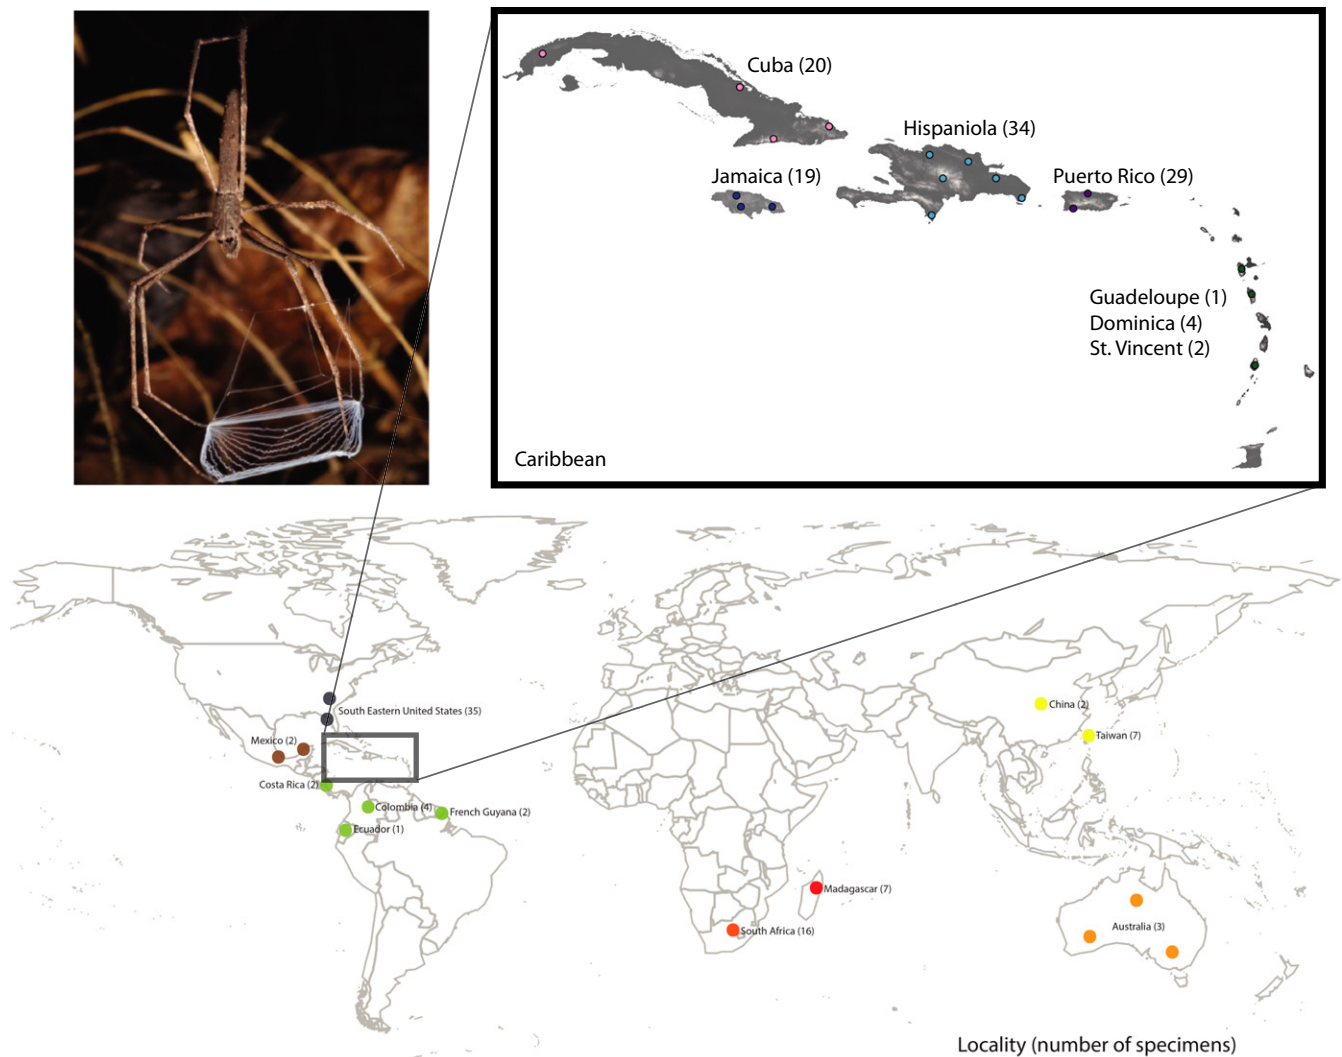 Cuba (20)
Hispaniola (34)
Jamaica (19)
Puerto Rico (29)
Guadeloupe (1)
Dominica (4)
St. Vincent (2)
Caribbean
South Eastern United States (35)
Mexico (2)
Costa Rica (2)
Colombia (4)
French Guyana (2)
Ecuador (1)
China (2)
Taiwan (7)
Madagascar (7)
South Africa (16)
Australia (3)
Locality (number of specimens)